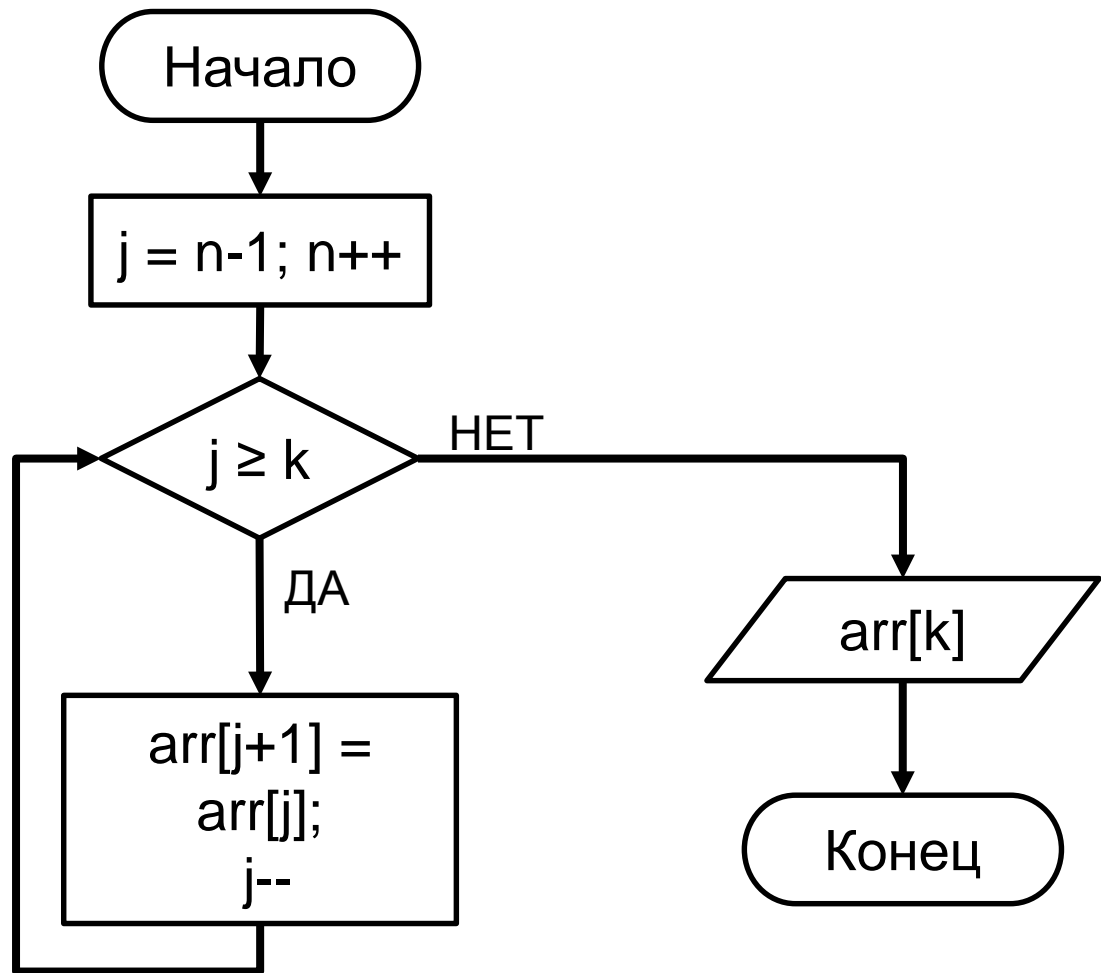 Начало
j = n-1; n++
j ≥ k
НЕТ
ДА
arr[k]
arr[j+1] =
arr[j];
j--
Конец